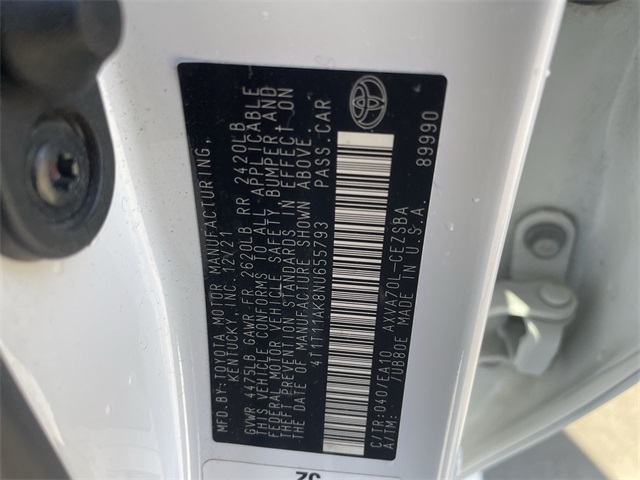 MFD. BY: TOYOTA MOTOR MANUFACTURING,
KENTUCKY, INC. 12/21
GVWR 4475LB GAWR FR 2620LB RR 2420LB
THIS VEHICLE CONFORMS TO ALL APPLICABLE
FEDERAL MOTOR VEHICLE SAFETY, BUMPER AND
THEFT PREVENTION STANDARDS IN EFFECT ON
THE DATE OF MANUFACTURE SHOWN ABOVE.
4T1T11AK8NU655793 PASS.CAR
C/TR:040/EA10 AXVA70L-CEZSBA
A/TM: /UB80E MADE IN U.S.A.
89990